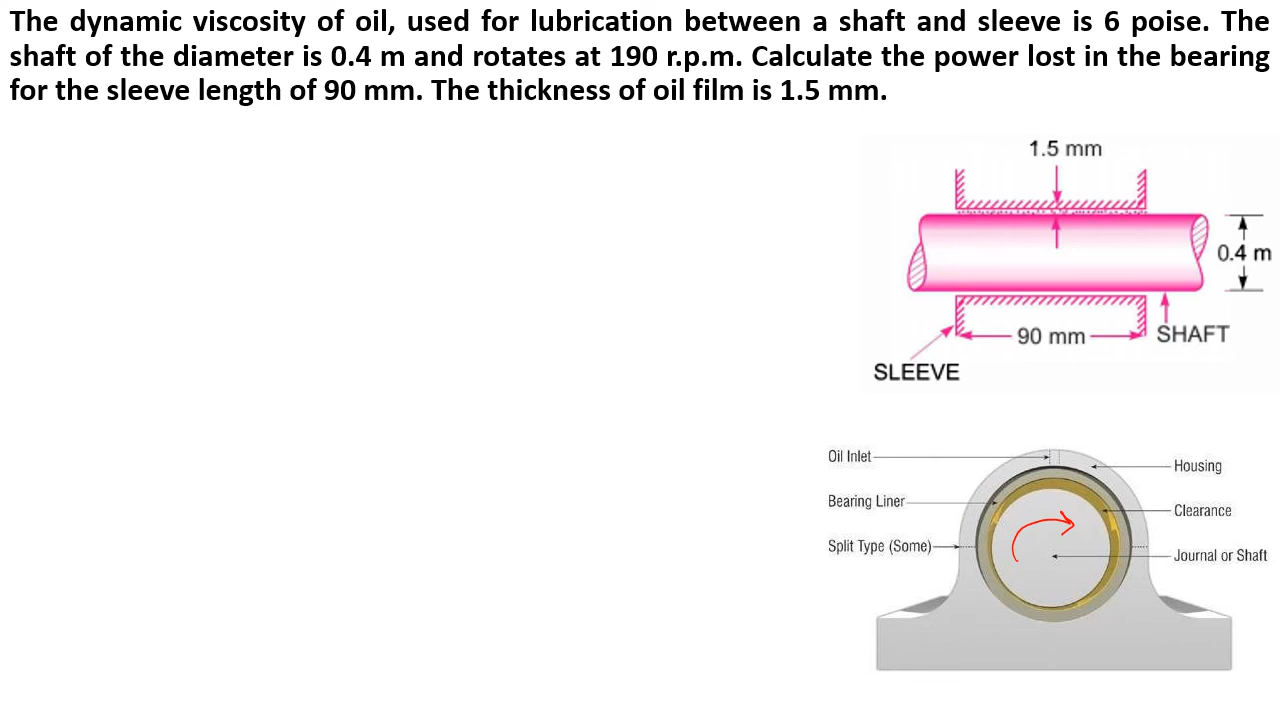 The dynamic viscosity of oil, used for lubrication between a shaft and sleeve is 6 poise. The
shaft of the diameter is 0.4 m and rotates at 190 r.p.m. Calculate the power lost in the bearing
for the sleeve length of 90 mm. The thickness of oil film is 1.5 mm.
1.5 mm
0.4 m
90 mm
SHAFT
SLEEVE
Oil Inlet
Housing
Bearing Liner
Clearance
Split Type (Some)
Journal or Shaft